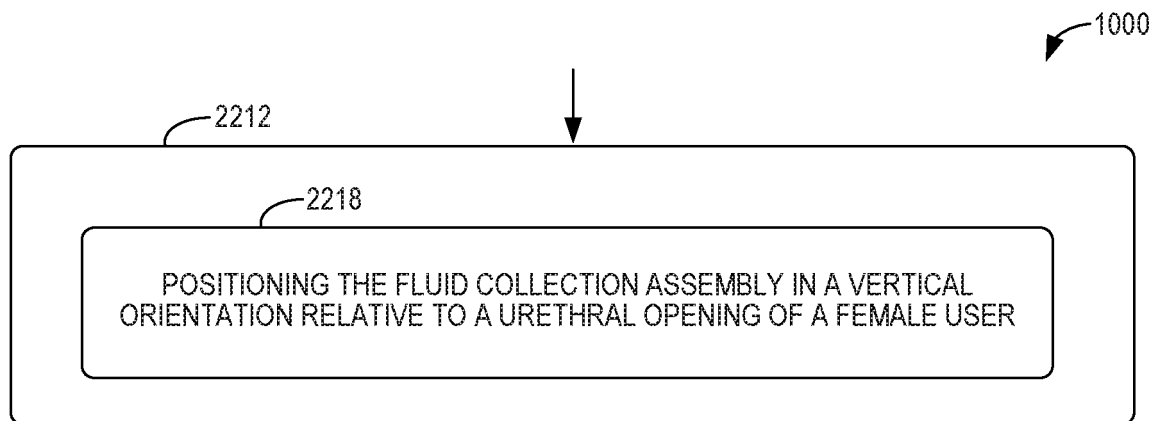 1000
2212
2218
POSITIONING THE FLUID COLLECTION ASSEMBLY IN A VERTICAL
ORIENTATION RELATIVE TO A URETHRAL OPENING OF A FEMALE USER